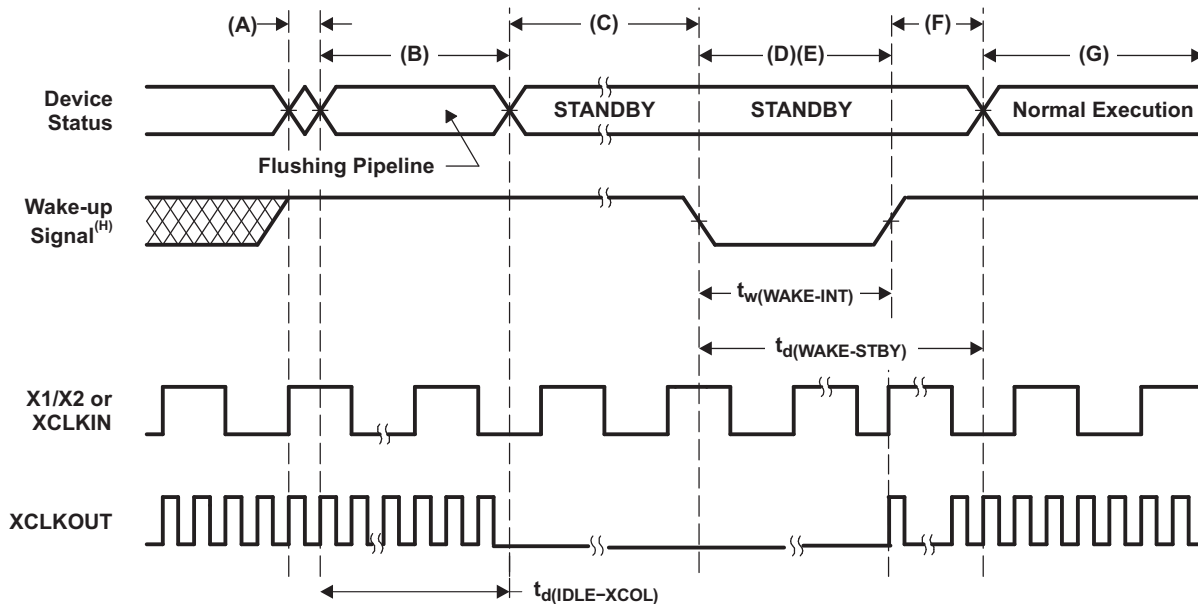 (A)
(C)
(F)
(B)
(D)(E)
(G)
Device
Status
STANDBY
STANDBY
Normal Execution
Flushing Pipeline
Wake-up
Signal(H)
tw(WAKE-INT)
td(WAKE-STBY)
X1/X2 or
XCLKIN
XCLKOUT
td(IDLE−XCOL)